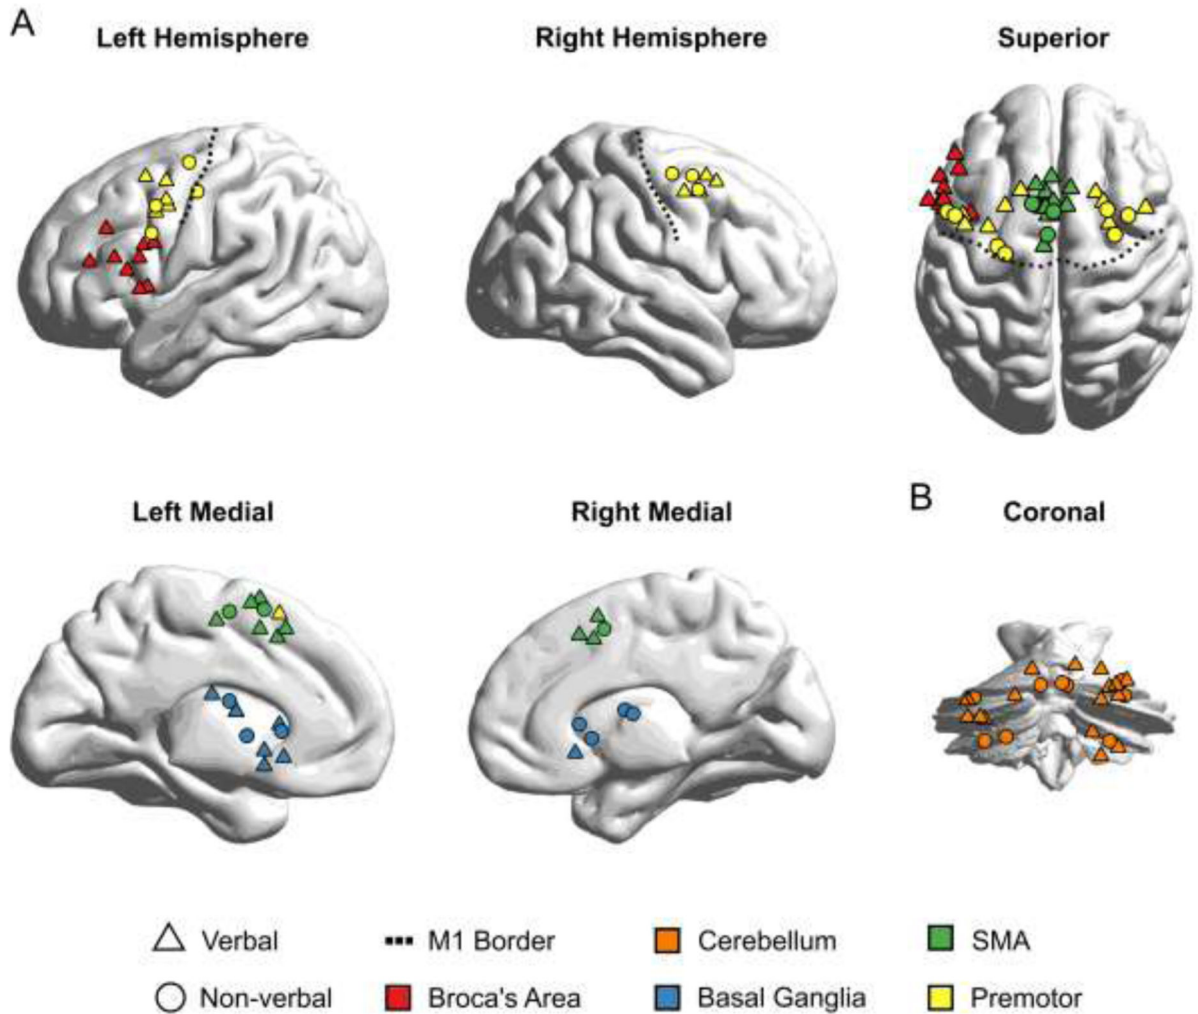 A
Left Hemisphere
Right Hemisphere
Superior
Left Medial
Right Medial
B
Coronal
Verbal
M1 Border
Cerebellum
SMA
Non-verbal
Broca's Area
Basal Ganglia
Premotor